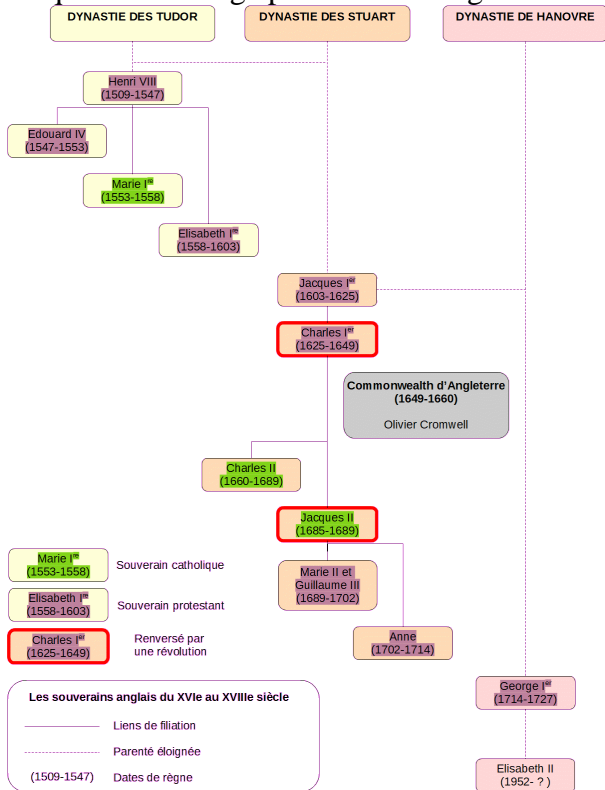 DYNASTIE DES TUDOR
DYNASTIE DES STUART
DYNASTIE DE HANOVRE
Henri VIII
(1509-1547)
Edouard IV
(1547-1553)
Marie Iʳᵉ
(1553-1558)
Elisabeth Iʳᵉ
(1558-1603)
Jacques Iᵉʳ
(1603-1625)
Charles Iᵉʳ
(1625-1649)
Commonwealth d’Angleterre
(1649-1660)
Olivier Cromwell
Charles II
(1660-1689)
Jacques II
(1685-1689)
Marie II et
Guillaume III
(1689-1702)
Anne
(1702-1714)
George Iᵉʳ
(1714-1727)
Elisabeth II
(1952- ? )
Marie Iʳᵉ
(1553-1558)
Souverain catholique
Elisabeth Iʳᵉ
(1558-1603)
Souverain protestant
Charles Iᵉʳ
(1625-1649)
Renversé par
une révolution
Les souverains anglais du XVIe au XVIIIe siècle
Liens de filiation
Parenté éloignée
(1509-1547) Dates de règne